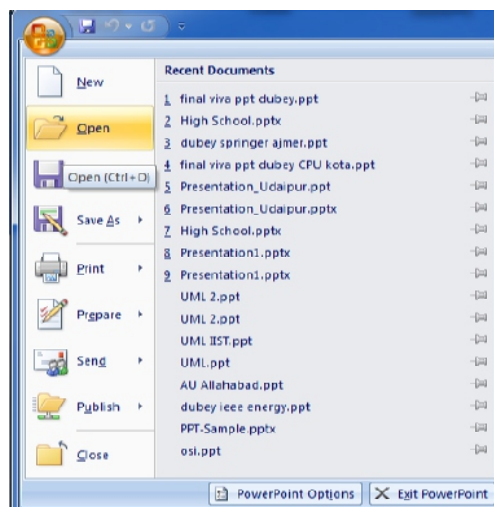 New
Open
Open (Ctrl+O)
Save As
Print
Prepare
Send
Publish
Close
Recent Documents
1 final viva ppt dubey.ppt
2 High School.pptx
3 dubey springer ajmer.ppt
4 final viva ppt dubey CPU kota.ppt
5 Presentation_Udaipur.ppt
6 Presentation_Udaipur.pptx
7 High School.pptx
8 Presentation1.pptx
9 Presentation1.pptx
UML 2.ppt
UML 2.ppt
UML IIST.ppt
UML.ppt
AU Allahabad.ppt
dubey ieee energy.ppt
PPT-Sample.pptx
osi.ppt
PowerPoint Options
Exit PowerPoint